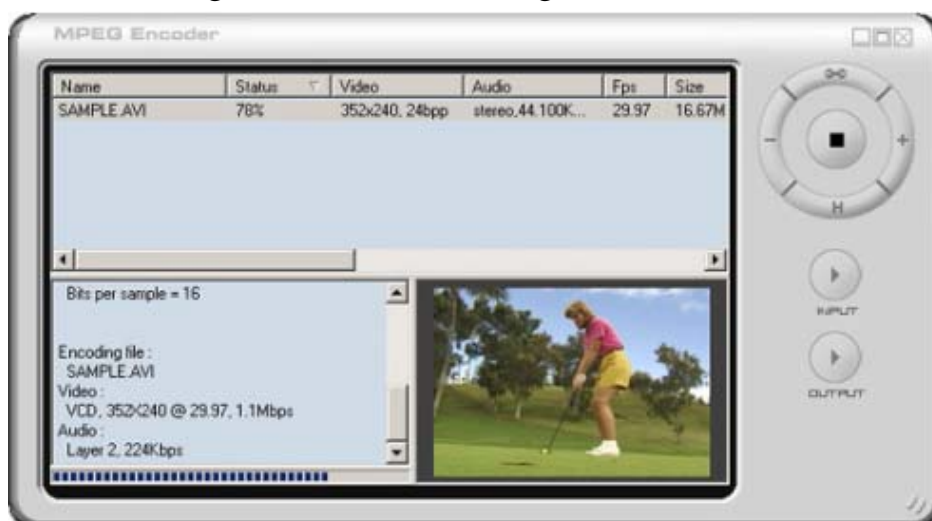 MPEG Encoder
Name Status Video Audio Fps Size
SAMPLE.AVI 78% 352x240, 24bpp stereo,44.100K... 29.97 16.67M
Bits per sample = 16
Encoding file :
SAMPLE.AVI
Video :
VCD, 352X240 @ 29.97, 1.1Mbps
Audio :
Layer 2, 224Kbps
- +
H
INPUT
OUTPUT